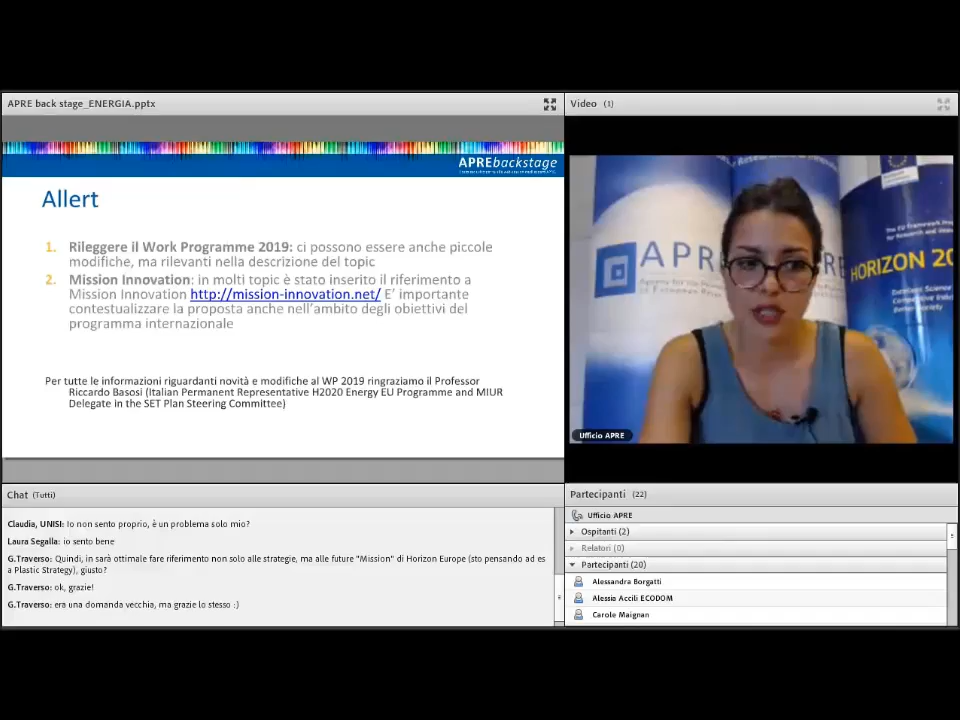 APRE back stage_ENERGIA.pptx
APREbackstage
Allert
1. Rileggere il Work Programme 2019: ci possono essere anche piccole
modifiche, ma rilevanti nella descrizione del topic
2. Mission Innovation: in molti topic è stato inserito il riferimento a
Mission Innovation http://mission-innovation.net/ E' importante
contestualizzare la proposta anche nell'ambito degli obiettivi del
programma internazionale
Per tutte le informazioni riguardanti novità e modifiche al WP 2019 ringraziamo il Professor
Riccardo Basosi (Italian Permanent Representative H2020 Energy EU Programme and MIUR
Delegate in the SET Plan Steering Committee)
Video (1)
APRE
HORIZON 20
Excellent Science
Ufficio APRE
Chat (Tutti)
Claudia, UNISI: Io non sento proprio, è un problema solo mio?
Laura Segalla: io sento bene
G.Traverso: Quindi, in sarà ottimale fare riferimento non solo alle strategie, ma alle future "Mission" di Horizon Europe (sto pensando ad es
a Plastic Strategy), giusto?
G.Traverso: ok, grazie!
G.Traverso: era una domanda vecchia, ma grazie lo stesso :)
Partecipanti (22)
Ufficio APRE
Ospitanti (2)
Relatori (0)
Partecipanti (20)
Alessandra Borgatti
Alessia Accili ECODOM
Carole Maignan